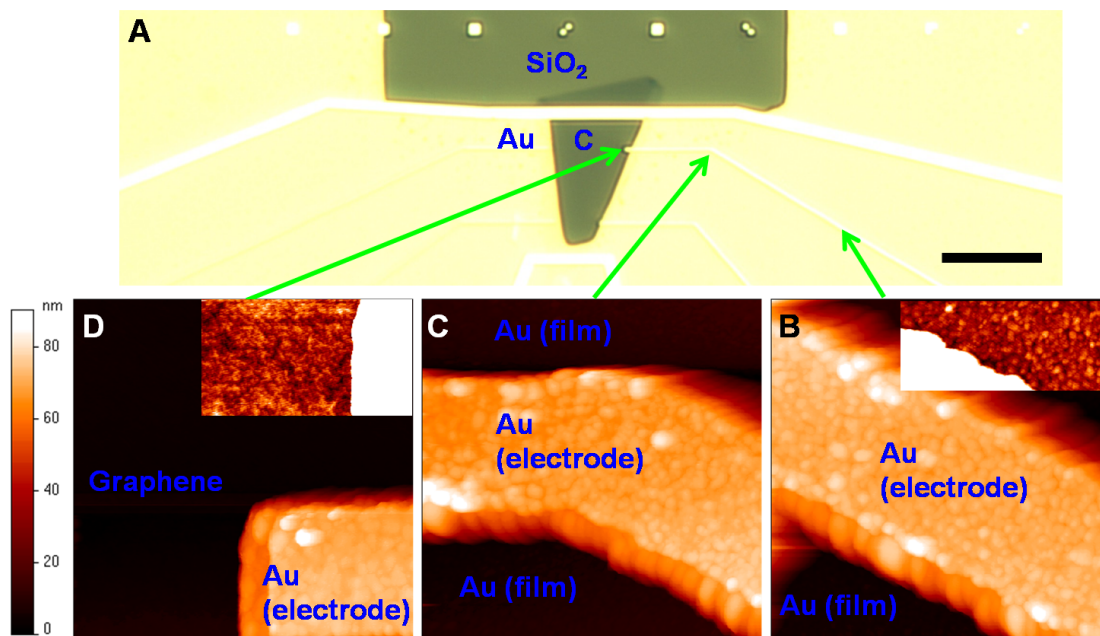 A
SiO₂
Au
C
nm
80
60
40
20
0
D
Graphene
Au
(electrode)
C
Au (film)
Au
(electrode)
Au (film)
B
Au
(electrode)
Au (film)